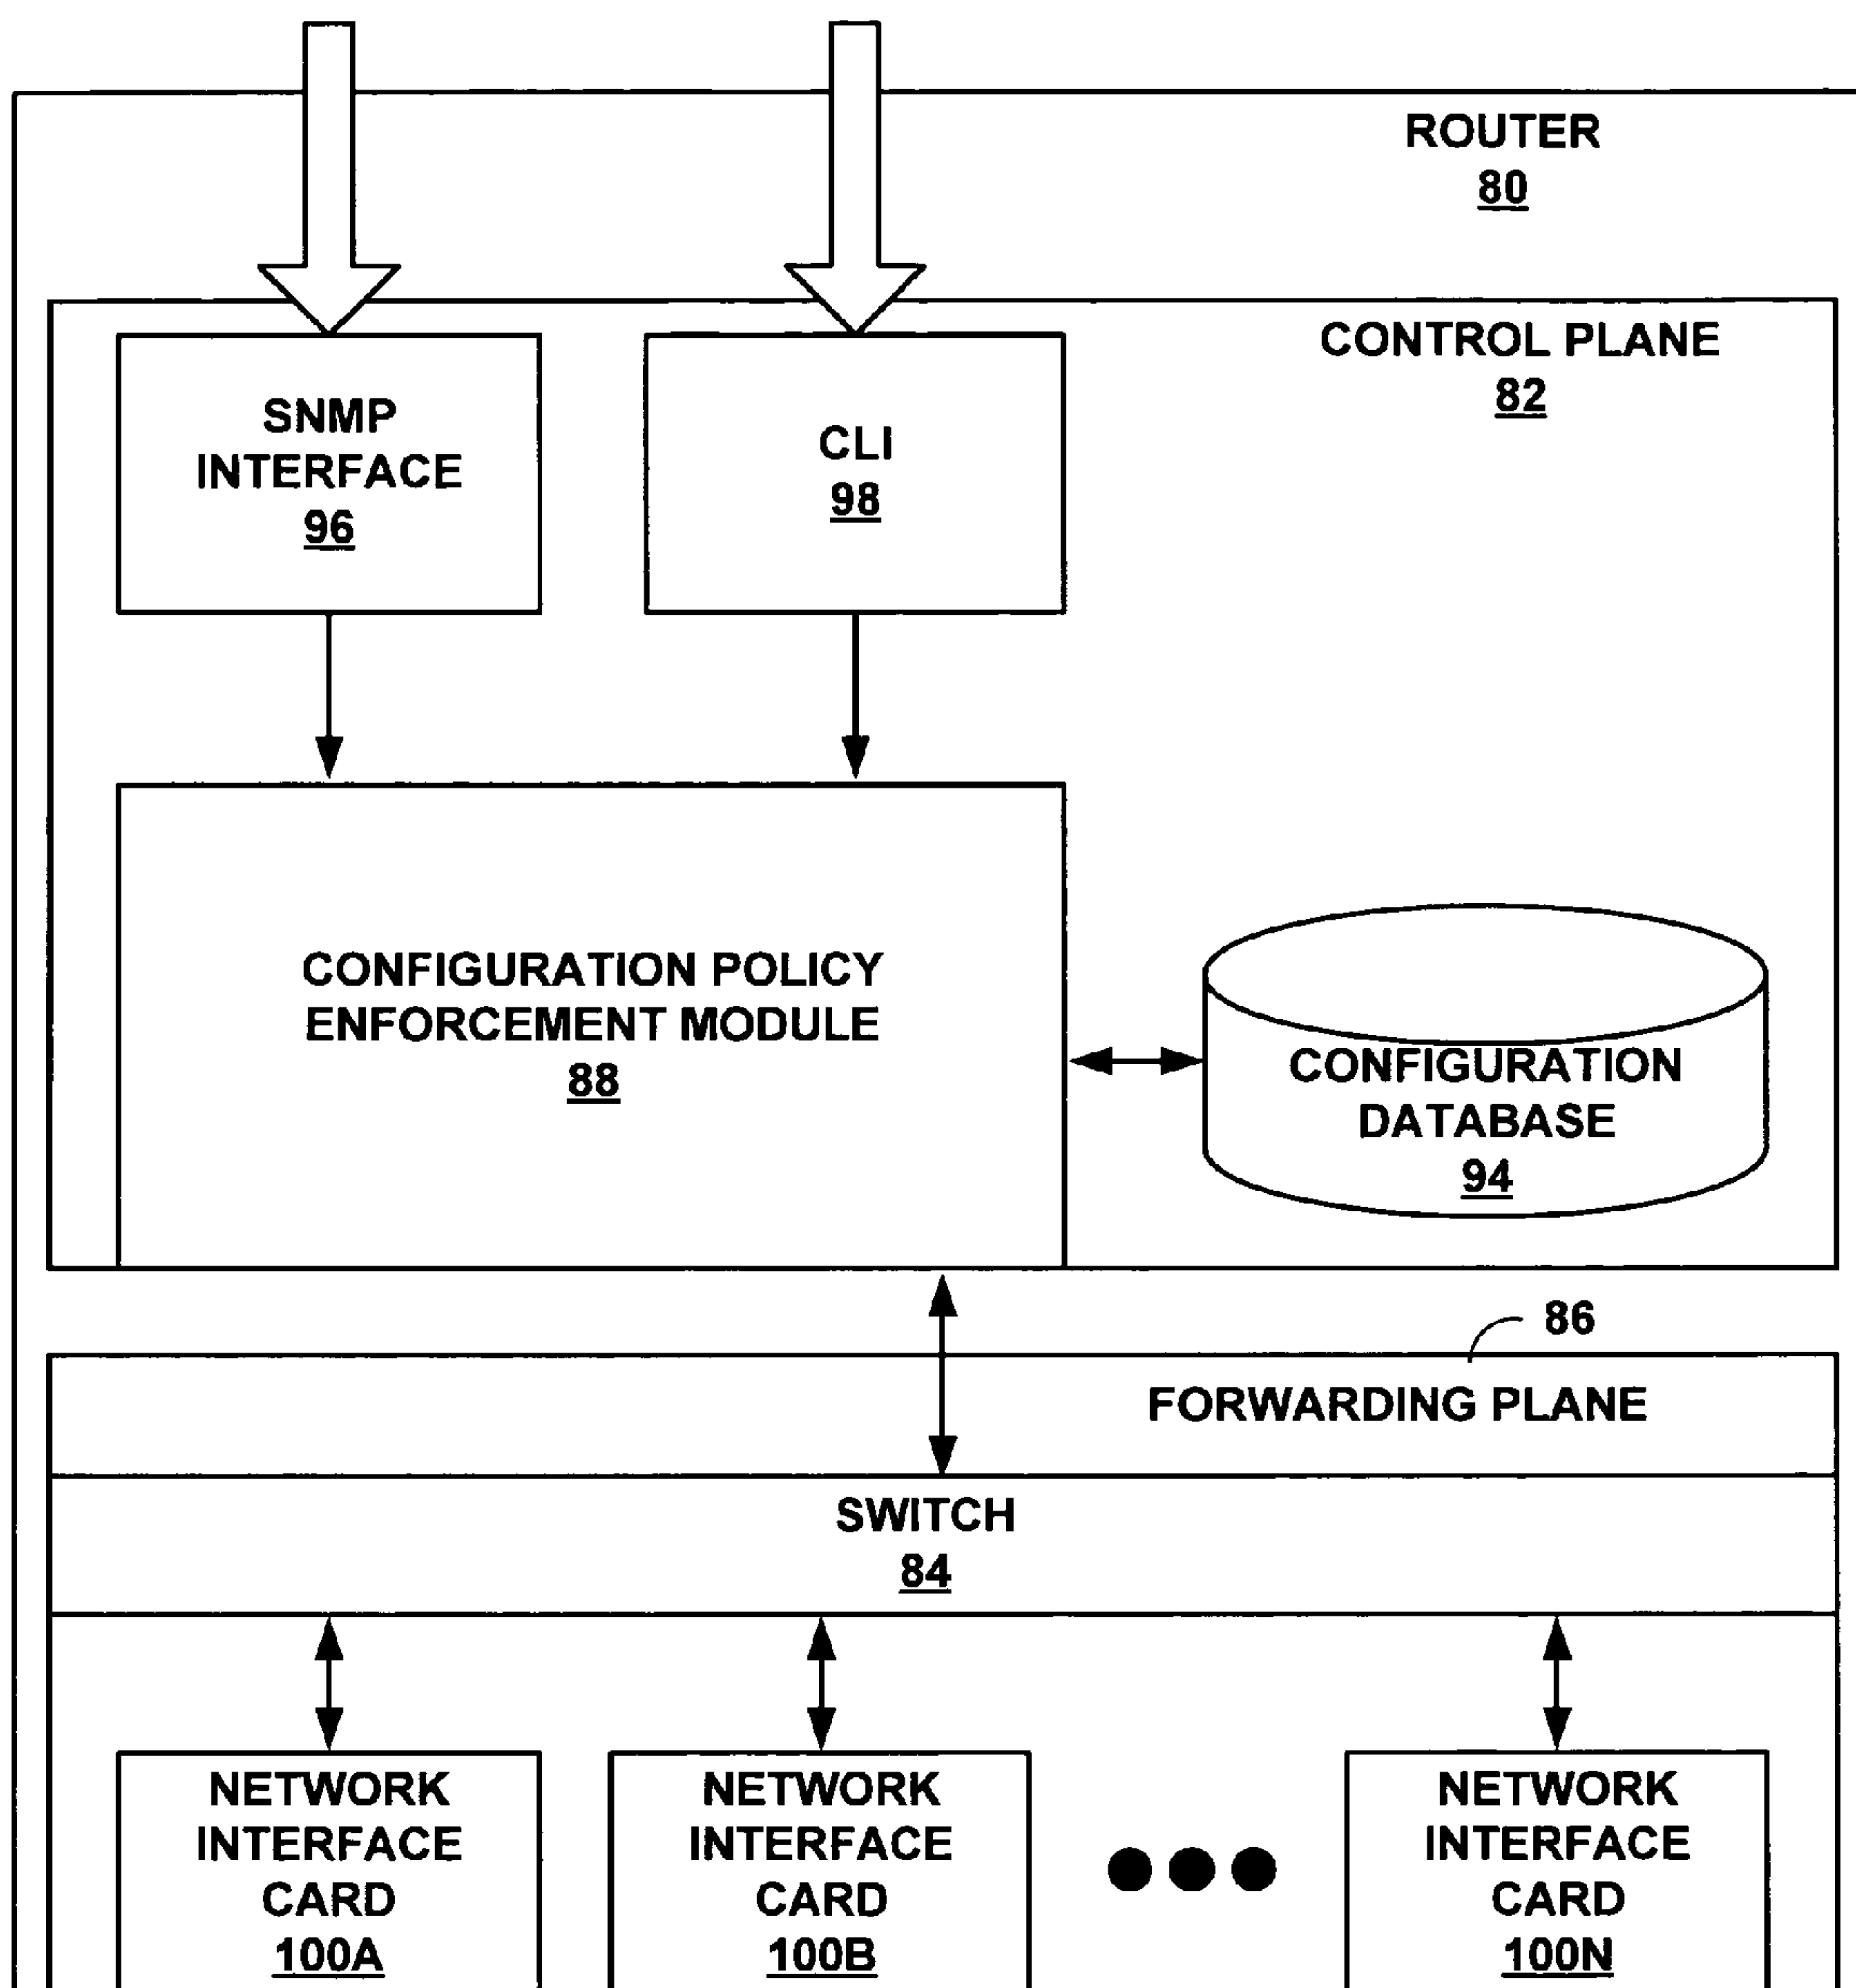 ROUTER
80
CONTROL PLANE
82
SNMP
INTERFACE
96
CLI
98
CONFIGURATION POLICY
ENFORCEMENT MODULE
88
CONFIGURATION
DATABASE
94
86
FORWARDING PLANE
SWITCH
84
NETWORK
INTERFACE
CARD
100A
NETWORK
INTERFACE
CARD
100B
NETWORK
INTERFACE
CARD
100N